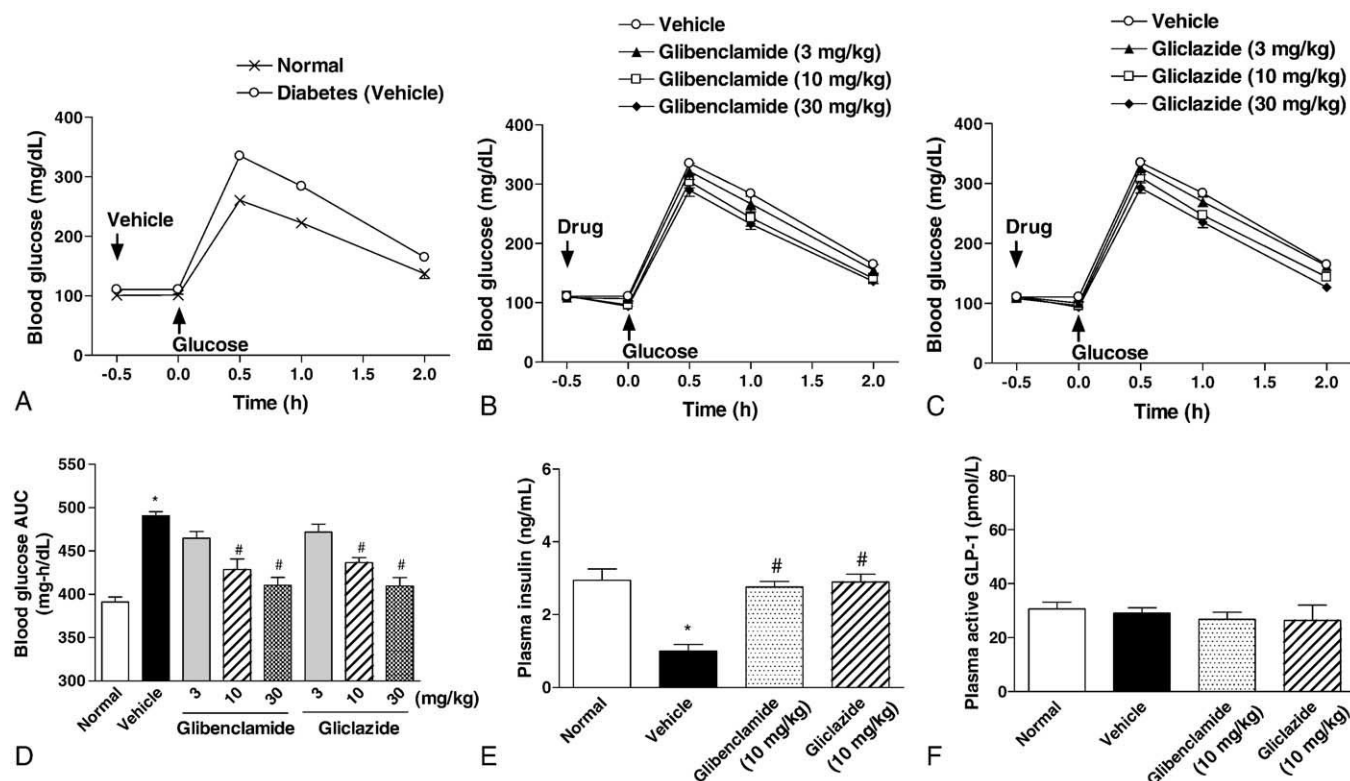 Normal
Diabetes (Vehicle)
400
300
200
100
0
Blood glucose (mg/dL)
Vehicle
Glucose
-0.5
0.0
0.5
1.0
1.5
2.0
Time (h)
A
Vehicle
Glibenclamide (3 mg/kg)
Glibenclamide (10 mg/kg)
Glibenclamide (30 mg/kg)
400
300
200
100
0
Blood glucose (mg/dL)
Drug
Glucose
-0.5
0.0
0.5
1.0
1.5
2.0
Time (h)
B
Vehicle
Gliclazide (3 mg/kg)
Gliclazide (10 mg/kg)
Gliclazide (30 mg/kg)
400
300
200
100
0
Blood glucose (mg/dL)
Drug
Glucose
-0.5
0.0
0.5
1.0
1.5
2.0
Time (h)
C
550
500
450
400
350
300
Blood glucose AUC
(mg-h/dL)
*
#
#
#
#
Normal
Vehicle
3
10
30
3
10
30
(mg/kg)
Glibenclamide
Gliclazide
D
6
4
2
0
Plasma insulin (ng/mL)
*
#
#
Normal
Vehicle
Glibenclamide
(10 mg/kg)
Gliclazide
(10 mg/kg)
E
80
60
40
20
0
Plasma active GLP-1 (pmol/L)
Normal
Vehicle
Glibenclamide
(10 mg/kg)
Gliclazide
(10 mg/kg)
F